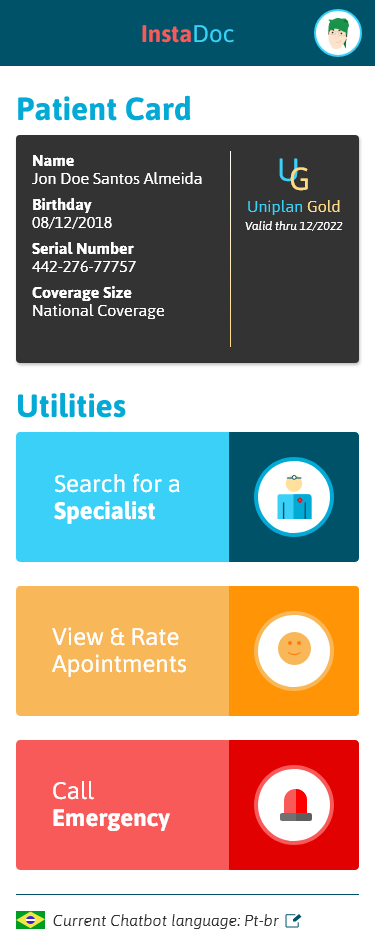 InstaDoc
Patient Card
Name
Jon Doe Santos Almeida
Birthday
08/12/2018
Serial Number
442-276-77757
Coverage Size
National Coverage
UG
Uniplan Gold
Valid thru 12/2022
Utilities
Search for a
Specialist
View & Rate
Apointments
Call
Emergency
Current Chatbot language: Pt-br